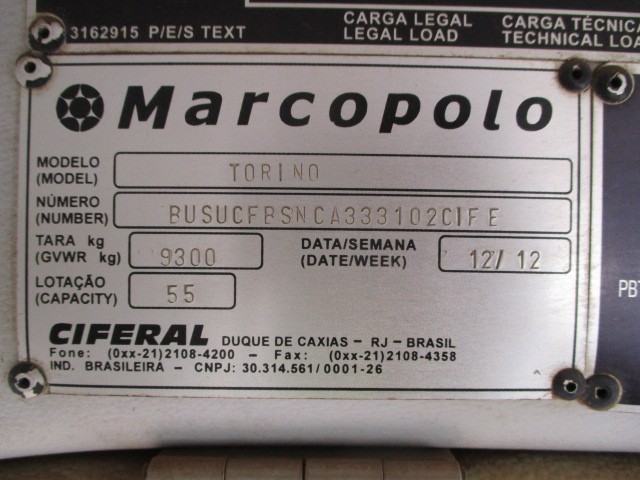 3162915 P/E/S TEXT
CARGA LEGAL
LEGAL LOAD
CARGA TÉCNICA
TECHNICAL LOA
Marcopolo
MODELO
(MODEL)
TORINO
NÚMERO
(NUMBER)
BUSUCFBSNCA333102CIFE
TARA kg
(GVWR kg)
9300
DATA/SEMANA
(DATE/WEEK)
12/12
LOTAÇÃO
(CAPACITY)
55
CIFERAL DUQUE DE CAXIAS – RJ – BRASIL
Fone: (0xx-21)2108-4200 – Fax: (0xx-21)2108-4358
IND. BRASILEIRA – CNPJ: 30.314.561/0001-26
PBT